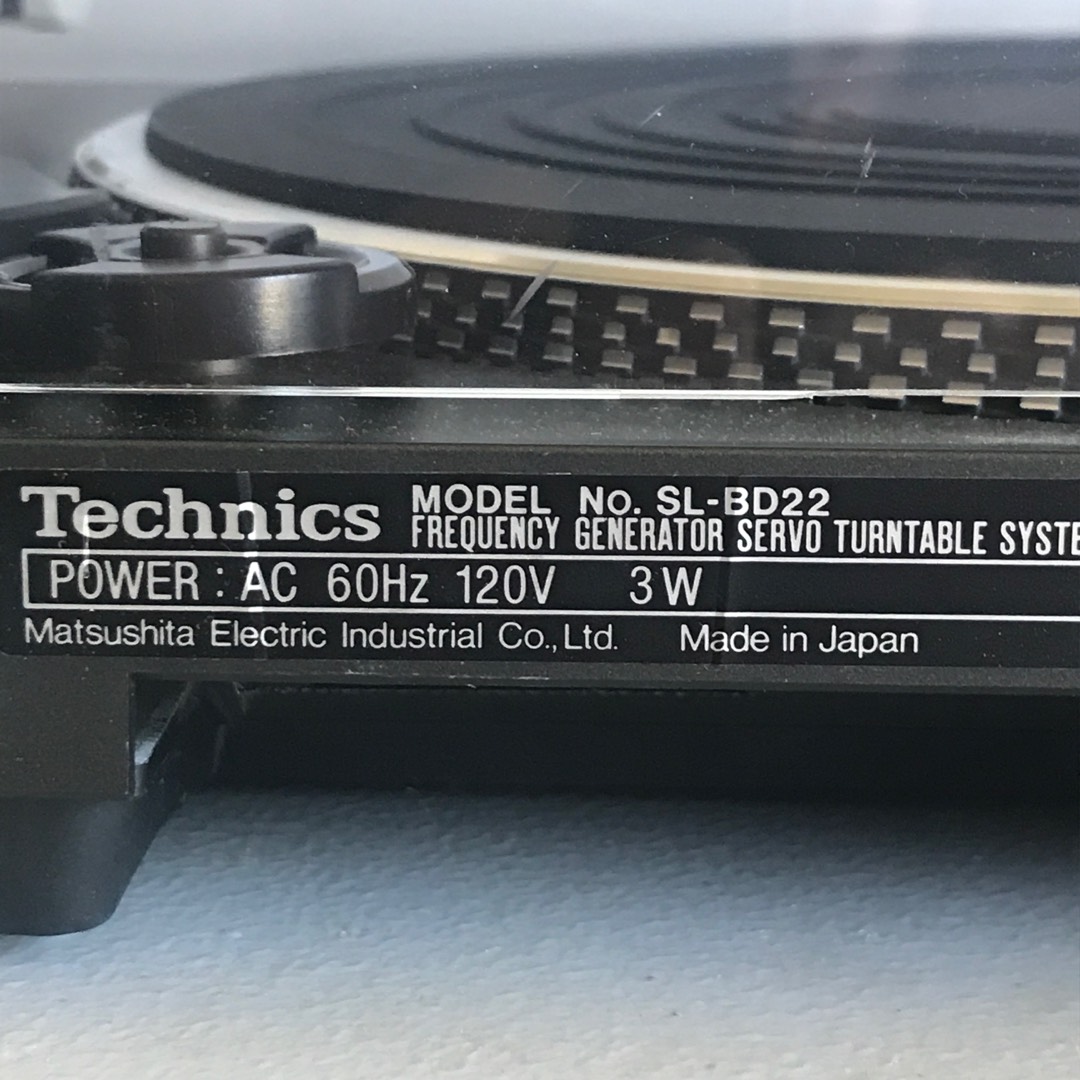 Technics MODEL No. SL-BD22
FREQUENCY GENERATOR SERVO TURNTABLE
POWER : AC 60Hz 120V 3W
Matsushita Electric Industrial Co., Ltd. Made in Japan